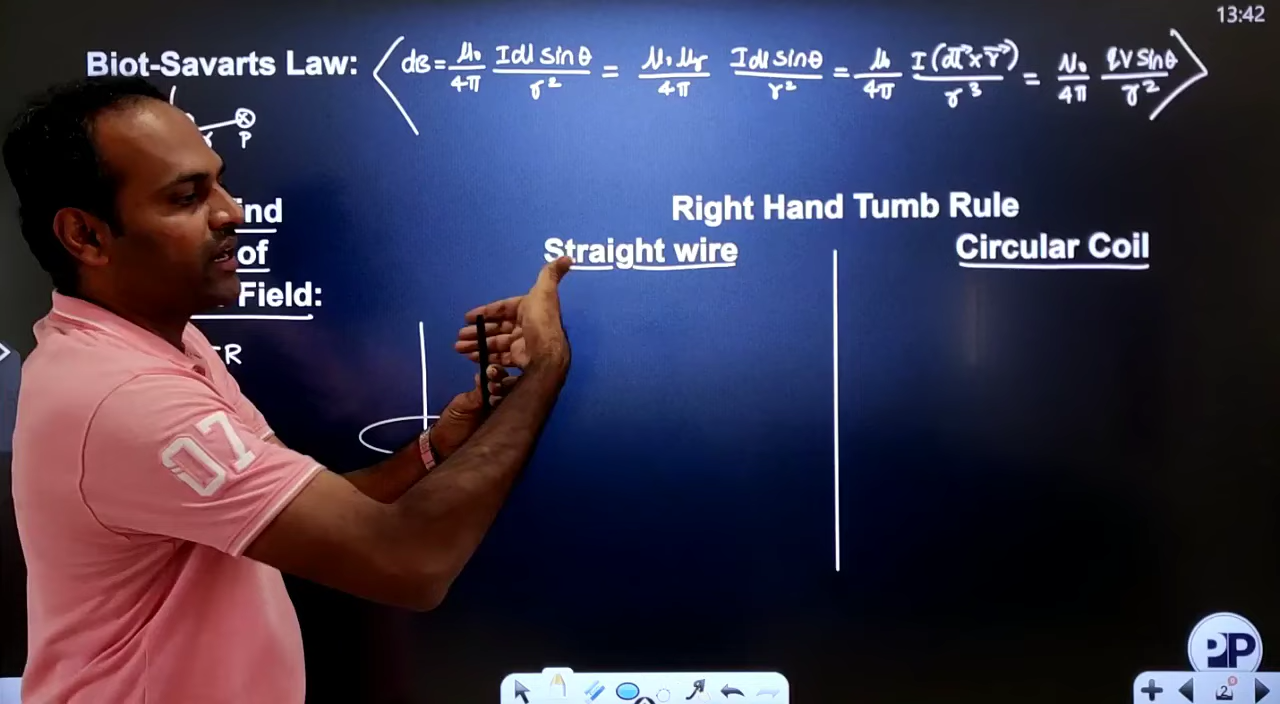 13:42
Biot-Savarts Law: dB = μ₀/4π Idl sinθ/r² = μ₀μᵣ/4π Idl sinθ/r² = μ₀/4π I(dl⃗×r⃗)/r³ = μ₀/4π qv sinθ/r²
P
Right Hand Tumb Rule
Straight wire
Circular Coil
of
Field:
07
PP
2